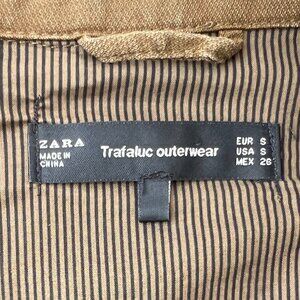 ZARA
MADE IN
CHINA
Trafaluc outerwear
EUR S
USA S
MEX 26